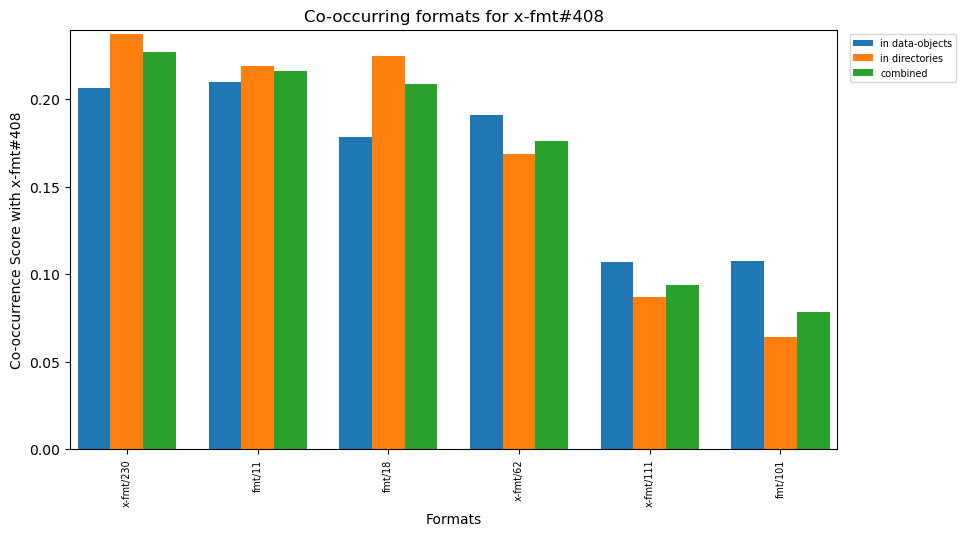 Co-occurring formats for x-fmt#408
in data-objects
in directories
combined
Co-occurrence Score with x-fmt#408
0.20
0.15
0.10
0.05
0.00
x-fmt/230
fmt/11
fmt/18
x-fmt/62
x-fmt/111
fmt/101
Formats